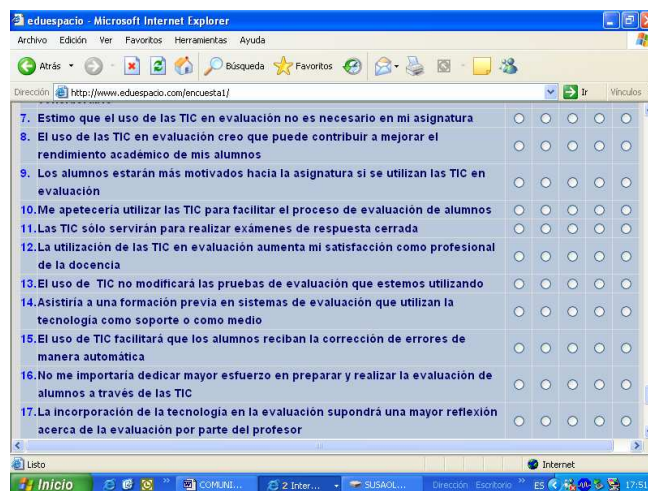 eduespacio - Microsoft Internet Explorer
Archivo Edición Ver Favoritos Herramientas Ayuda
Atrás Búsqueda Favoritos
Dirección http://www.eduespacio.com/encuesta1/ Ir Vínculos
7. Estimo que el uso de las TIC en evaluación no es necesario en mi asignatura
8. El uso de las TIC en evaluación creo que puede contribuir a mejorar el
rendimiento académico de mis alumnos
9. Los alumnos estarán más motivados hacia la asignatura si se utilizan las TIC en
evaluación
10.Me apetecería utilizar las TIC para facilitar el proceso de evaluación de alumnos
11.Las TIC sólo servirán para realizar exámenes de respuesta cerrada
12.La utilización de las TIC en evaluación aumenta mi satisfacción como profesional
de la docencia
13.El uso de TIC no modificará las pruebas de evaluación que estemos utilizando
14.Asistiría a una formación previa en sistemas de evaluación que utilizan la
tecnología como soporte o como medio
15.El uso de TIC facilitará que los alumnos reciban la corrección de errores de
manera automática
16.No me importaría dedicar mayor esfuerzo en preparar y realizar la evaluación de
alumnos a través de las TIC
17.La incorporación de la tecnología en la evaluación supondrá una mayor reflexión
acerca de la evaluación por parte del profesor
Listo Internet
Inicio » COMUNI... 2 Inter... SUSAOL... Dirección Escritorio » ES 17:51